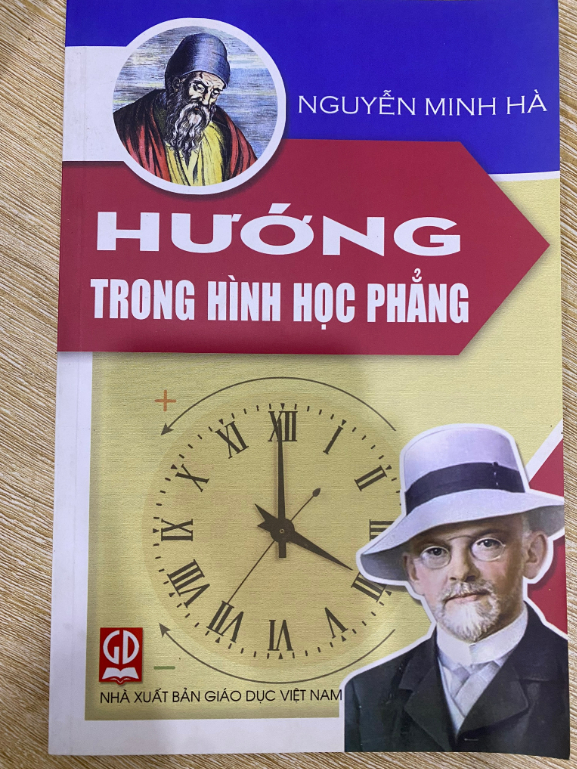 NGUYỄN MINH HÀ
HƯỚNG
TRONG HÌNH HỌC PHẲNG
+
XII
I
II
III
IIII
V
VI
VII
VIII
IX
X
XI
−
GD
NHÀ XUẤT BẢN GIÁO DỤC VIỆT NAM